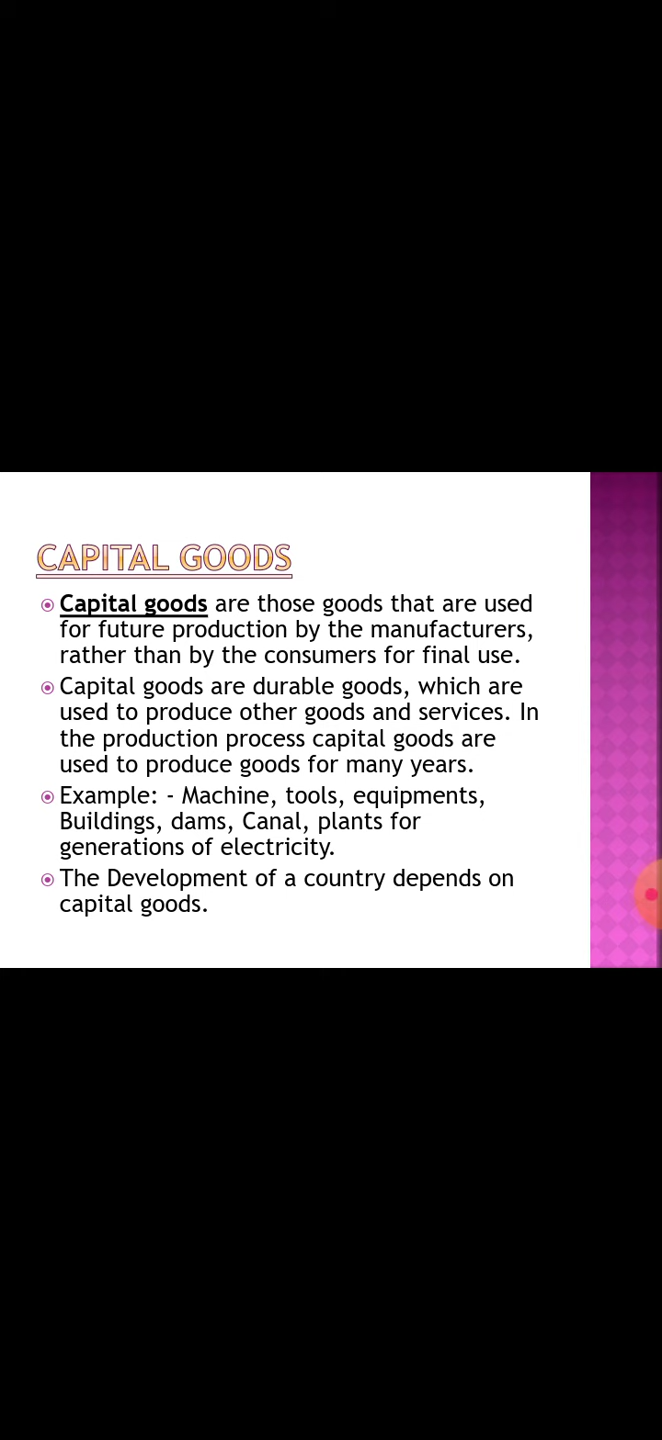 CAPITAL GOODS
Capital goods are those goods that are used
for future production by the manufacturers,
rather than by the consumers for final use.
Capital goods are durable goods, which are
used to produce other goods and services. In
the production process capital goods are
used to produce goods for many years.
Example: - Machine, tools, equipments,
Buildings, dams, Canal, plants for
generations of electricity.
The Development of a country depends on
capital goods.